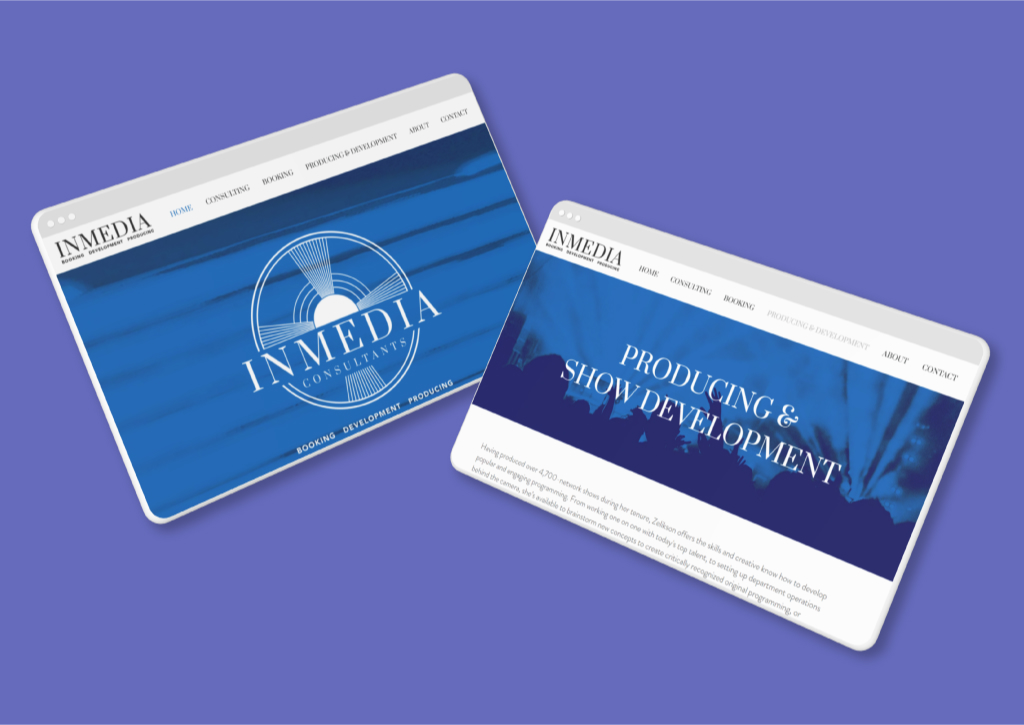 INMEDIA
BOOKING DEVELOPMENT PRODUCING
HOME CONSULTING BOOKING PRODUCING & DEVELOPMENT ABOUT CONTACT
INMEDIA
CONSULTANTS
BOOKING DEVELOPMENT PRODUCING
INMEDIA
BOOKING DEVELOPMENT PRODUCING
HOME CONSULTING BOOKING PRODUCING & DEVELOPMENT ABOUT CONTACT
PRODUCING &
SHOW DEVELOPMENT
Having produced over 4,700 network shows during her tenure, Zelikson offers the skills and creative know how to develop
popular and engaging programming. From working one on one with today's top talent, to setting up department operations
behind the camera, she's available to brainstorm new concepts to create critically recognized original programming, or